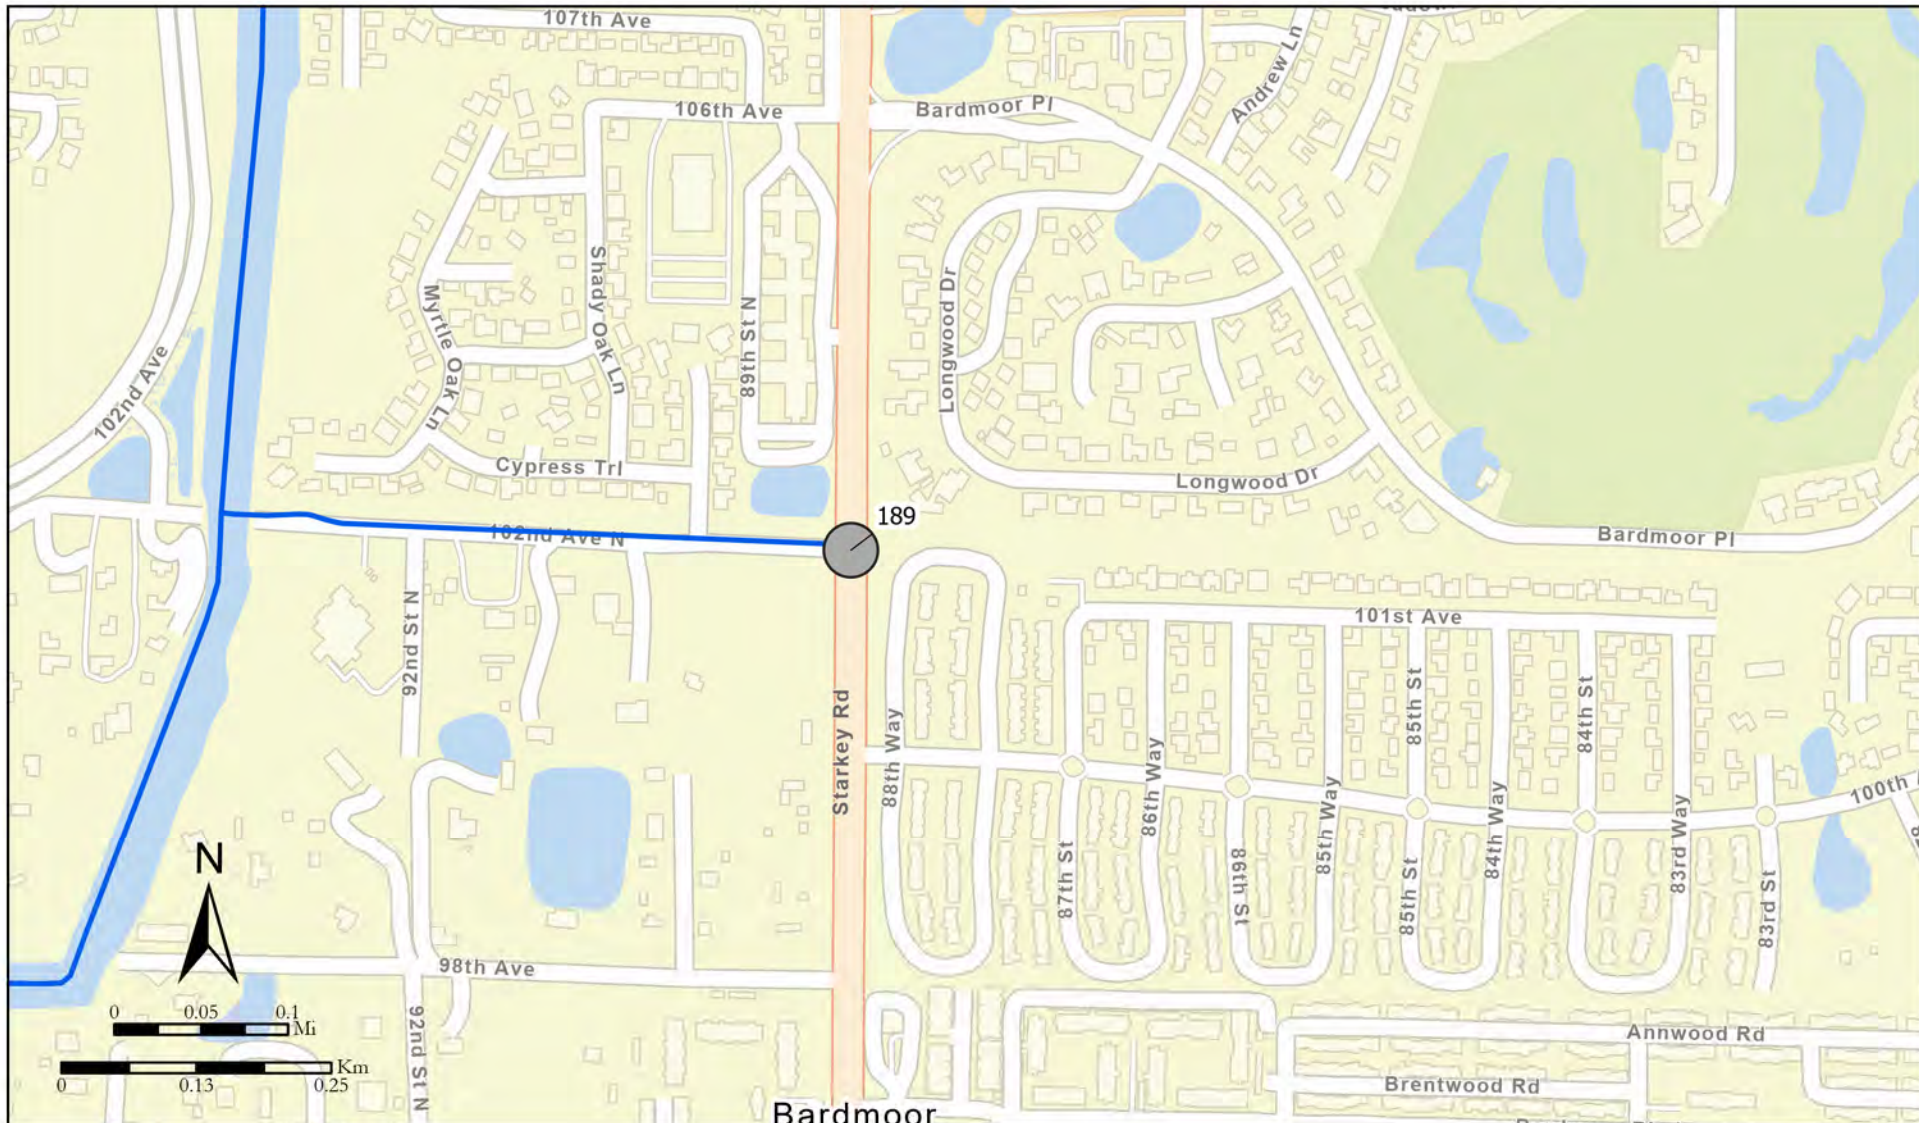 107th Ave
106th Ave
Bardmoor Pl
Andrew Ln
Shady Oak Ln
Myrtle Oak Ln
89th St N
Longwood Dr
102nd Ave
Cypress Trl
Longwood Dr
189
102nd Ave N
Bardmoor Pl
101st Ave
92nd St N
Starkey Rd
88th Way
87th St
86th Way
86th St
85th Way
85th St
85th St
84th Way
84th St
83rd Way
83rd St
100th
N
98th Ave
92nd St N
0 0.05 0.1
Mi
Km
0 0.13 0.25
Annwood Rd
Brentwood Rd
Bardmoor